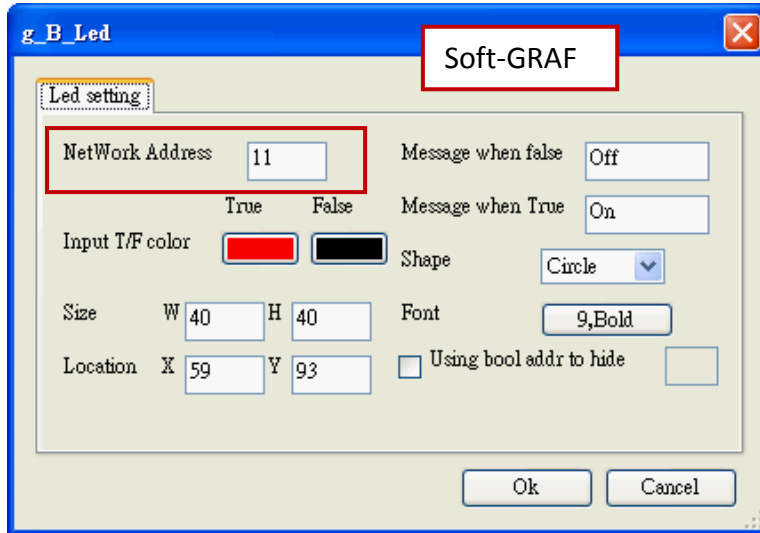 g_B_Led
Soft-GRAF
Led setting
NetWork Address 11
Message when false Off
True False
Message when True On
Input T/F color
Shape Circle
Size W 40 H 40
Font 9,Bold
Location X 59 Y 93
Using bool addr to hide
Ok Cancel